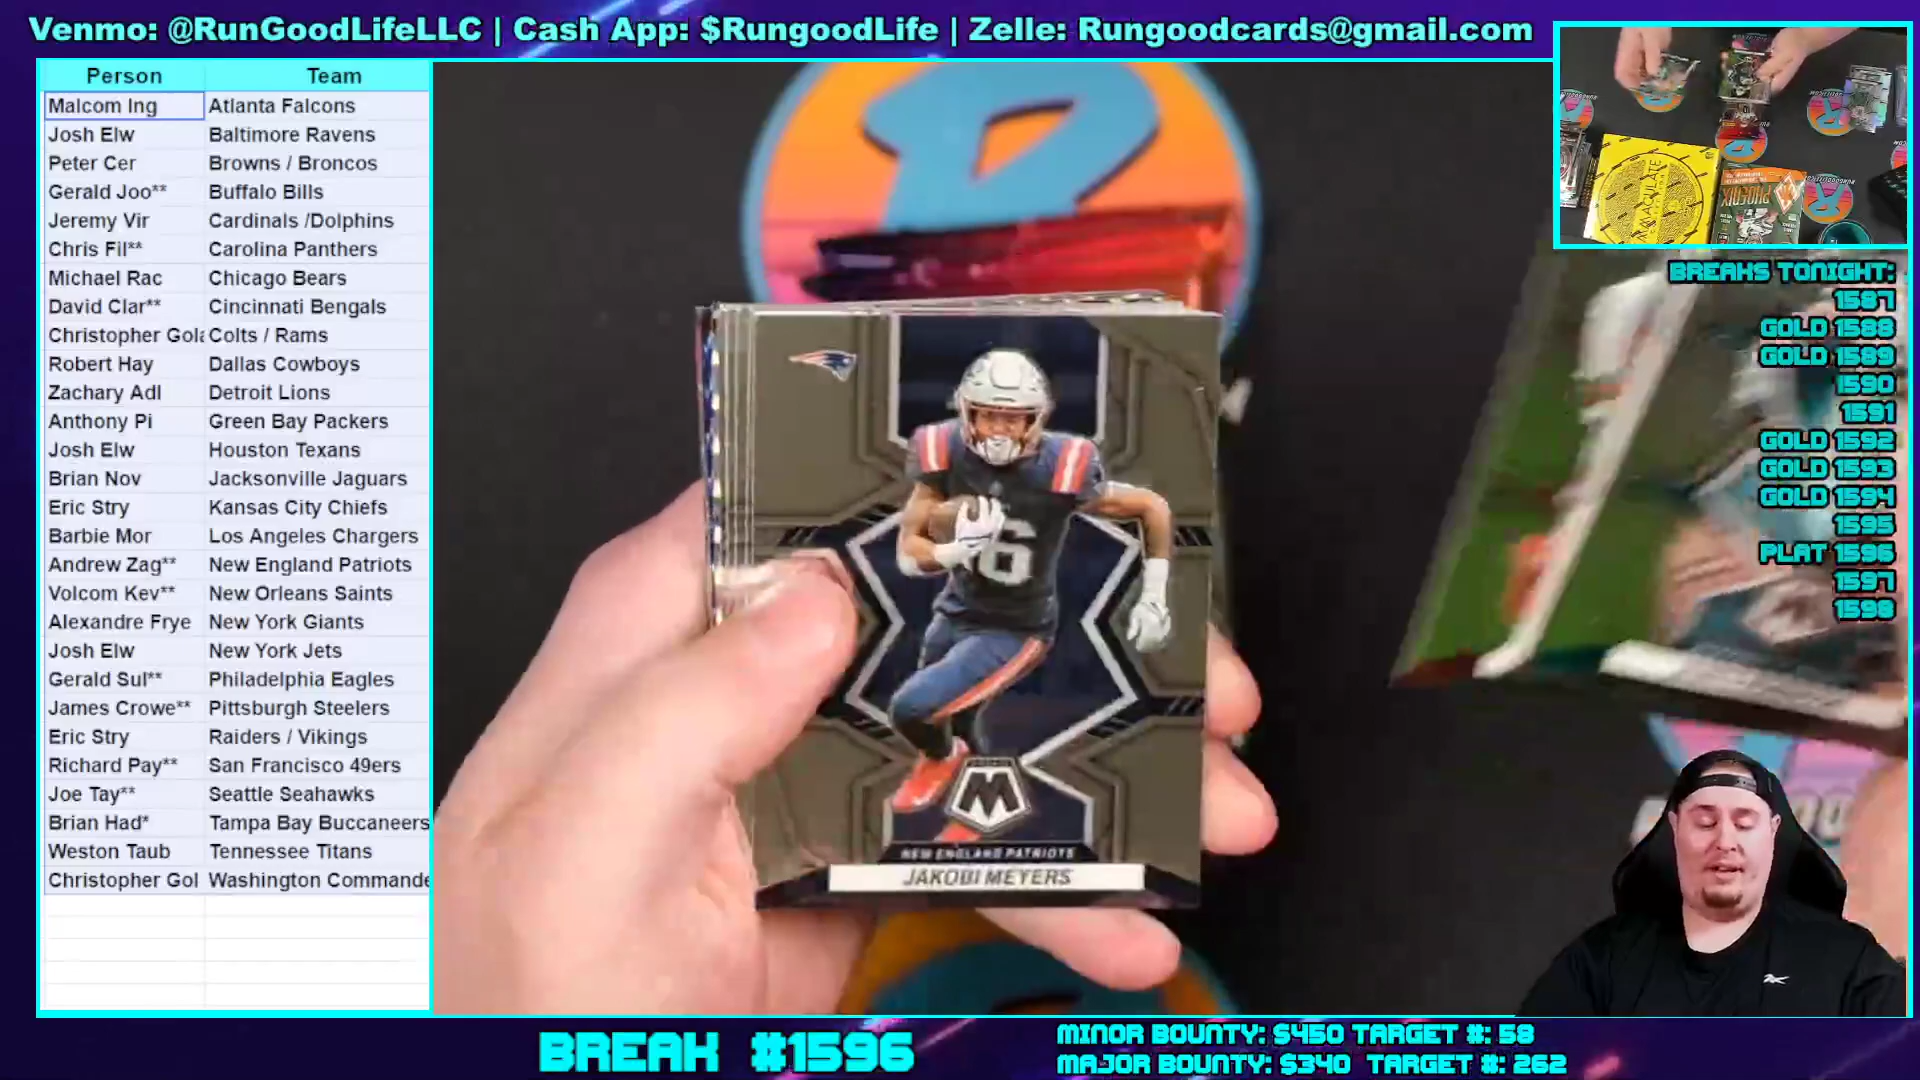 Venmo: @RunGoodLifeLLC | Cash App: $RungoodLife | Zelle: Rungoodcards@gmail.com
Person Team
Malcom Ing Atlanta Falcons
Josh Elw Baltimore Ravens
Peter Cer Browns / Broncos
Gerald Joo** Buffalo Bills
Jeremy Vir Cardinals /Dolphins
Chris Fil** Carolina Panthers
Michael Rac Chicago Bears
David Clar** Cincinnati Bengals
Christopher Gola Colts / Rams
Robert Hay Dallas Cowboys
Zachary Adl Detroit Lions
Anthony Pi Green Bay Packers
Josh Elw Houston Texans
Brian Nov Jacksonville Jaguars
Eric Stry Kansas City Chiefs
Barbie Mor Los Angeles Chargers
Andrew Zag** New England Patriots
Volcom Kev** New Orleans Saints
Alexandre Frye New York Giants
Josh Elw New York Jets
Gerald Sul** Philadelphia Eagles
James Crowe** Pittsburgh Steelers
Eric Stry Raiders / Vikings
Richard Pay** San Francisco 49ers
Joe Tay** Seattle Seahawks
Brian Had* Tampa Bay Buccaneers
Weston Taub Tennessee Titans
Christopher Gol Washington Commande
6
M
NEW ENGLAND PATRIOTS
JAKOBI MEYERS
IMMACULATE
PHOENIX
BREAKS TONIGHT:
1587
GOLD 1588
GOLD 1589
1590
1591
GOLD 1592
GOLD 1593
GOLD 1594
1595
PLAT 1596
1597
1598
BREAK #1596
MINOR BOUNTY: $450 TARGET #: 58
MAJOR BOUNTY: $340 TARGET #: 262